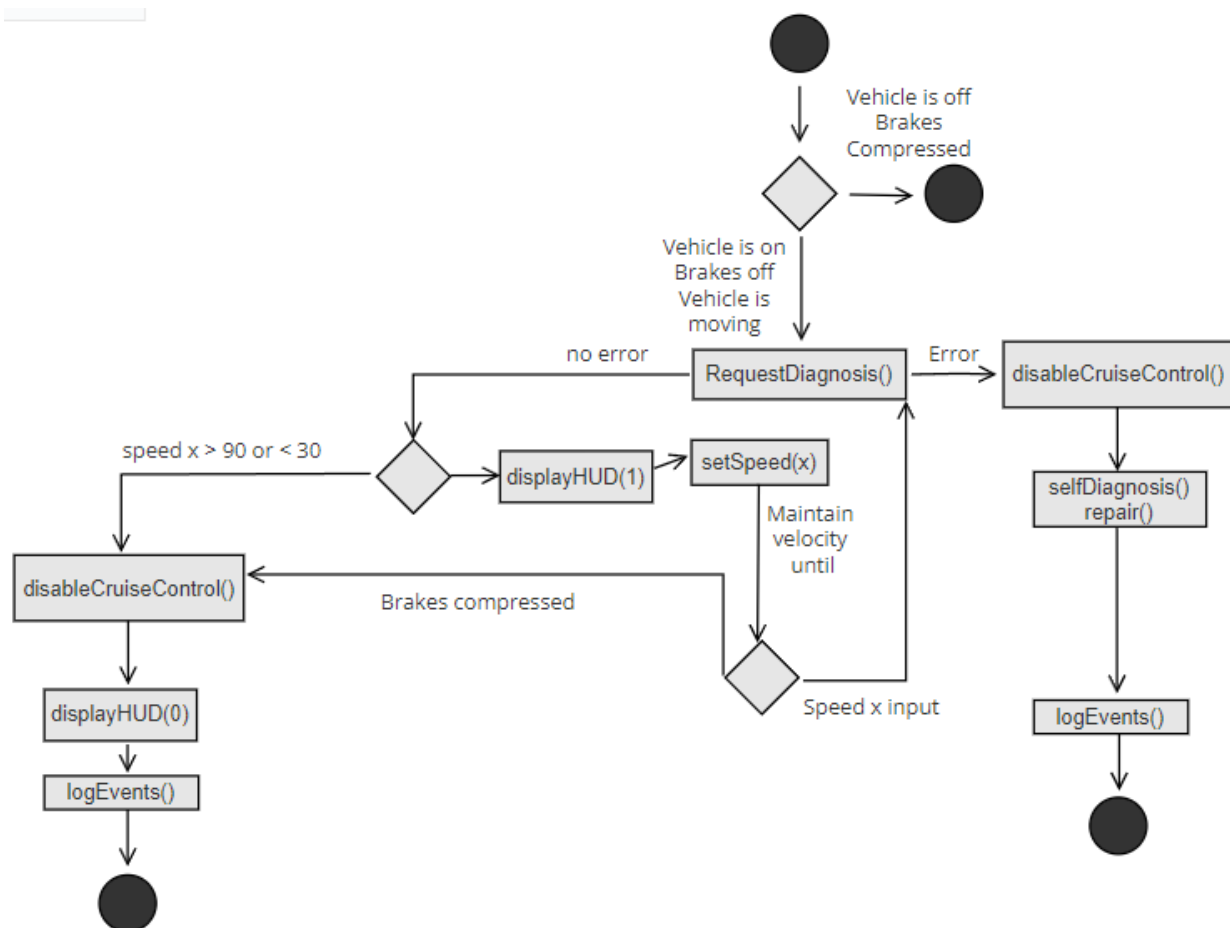 Vehicle is off
Brakes
Compressed
Vehicle is on
Brakes off
Vehicle is
moving
no error
RequestDiagnosis()
Error
disableCruiseControl()
speed x > 90 or < 30
displayHUD(1)
setSpeed(x)
selfDiagnosis()
repair()
Maintain
velocity
until
disableCruiseControl()
Brakes compressed
displayHUD(0)
Speed x input
logEvents()
logEvents()